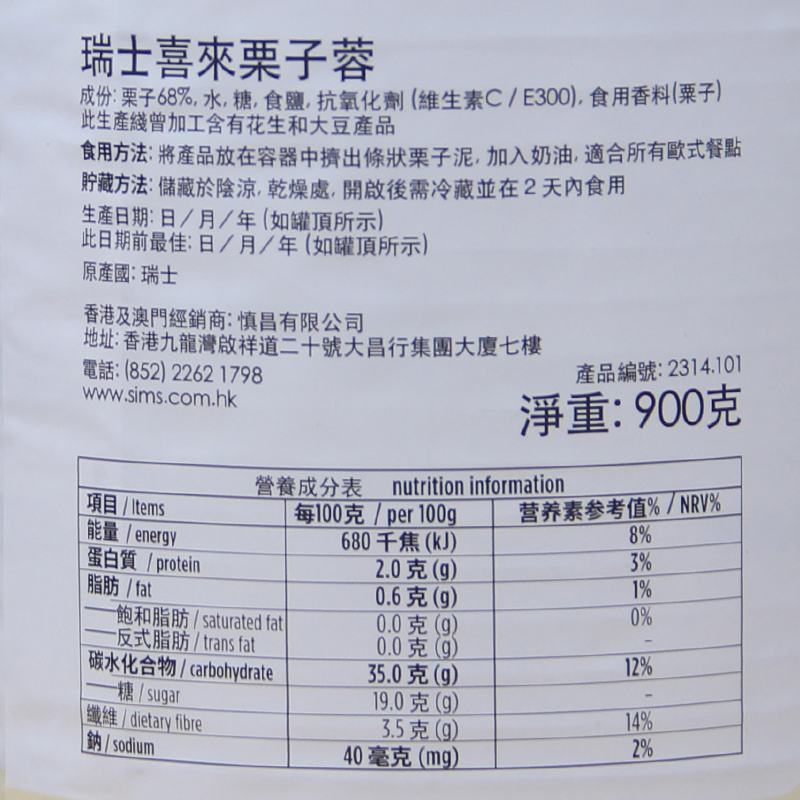 瑞士喜來栗子蓉
成份: 栗子68%, 水, 糖, 食鹽, 抗氧化劑 (維生素C / E300), 食用香料(粟子)
此生產綫曾加工含有花生和大豆產品
食用方法: 將產品放在容器中擠出條狀栗子泥, 加入奶油, 適合所有歐式餐點
貯藏方法: 儲藏於陰涼, 乾燥處, 開啟後需冷藏並在 2 天內食用
生產日期: 日 / 月 / 年 (如罐頂所示)
此日期前最佳: 日 / 月 / 年 (如罐頂所示)
原產國: 瑞士
香港及澳門經銷商: 慎昌有限公司
地址: 香港九龍灣啟祥道二十號大昌行集團大廈七樓
電話: (852) 2262 1798
www.sims.com.hk
產品編號: 2314.101
淨重: 900克
營養成分表 nutrition information
項目 / Items 每100克 / per 100g 营养素参考值% / NRV%
能量 / energy 680 千焦 (kJ) 8%
蛋白質 / protein 2.0 克 (g) 3%
脂肪 / fat 0.6 克 (g) 1%
——飽和脂肪 / saturated fat 0.0 克 (g) 0%
——反式脂肪 / trans fat 0.0 克 (g) –
碳水化合物 / carbohydrate 35.0 克 (g) 12%
——糖 / sugar 19.0 克 (g) –
纖維 / dietary fibre 3.5 克 (g) 14%
鈉 / sodium 40 毫克 (mg) 2%